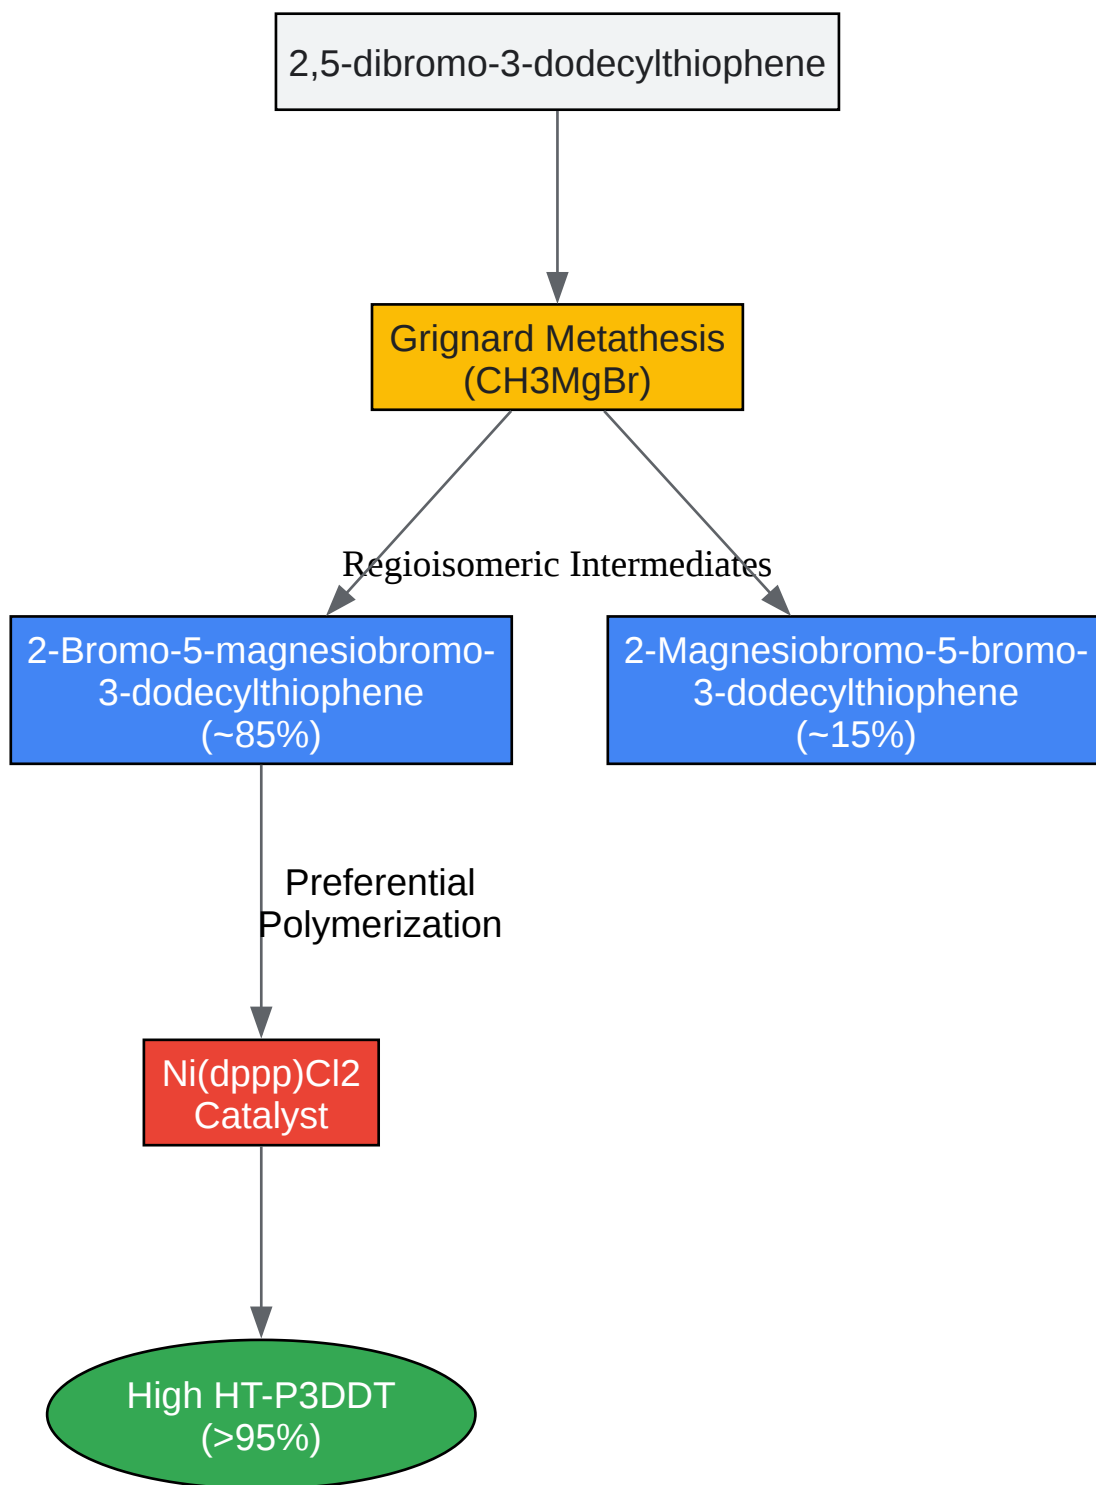 2,5-dibromo-3-dodecylthiophene
Grignard Metathesis
(CH3MgBr)
Regioisomeric Intermediates
2-Bromo-5-magnesiobromo-
3-dodecylthiophene
(~85%)
2-Magnesiobromo-5-bromo-
3-dodecylthiophene
(~15%)
Preferential
Polymerization
Ni(dppp)Cl2
Catalyst
High HT-P3DDT
(>95%)